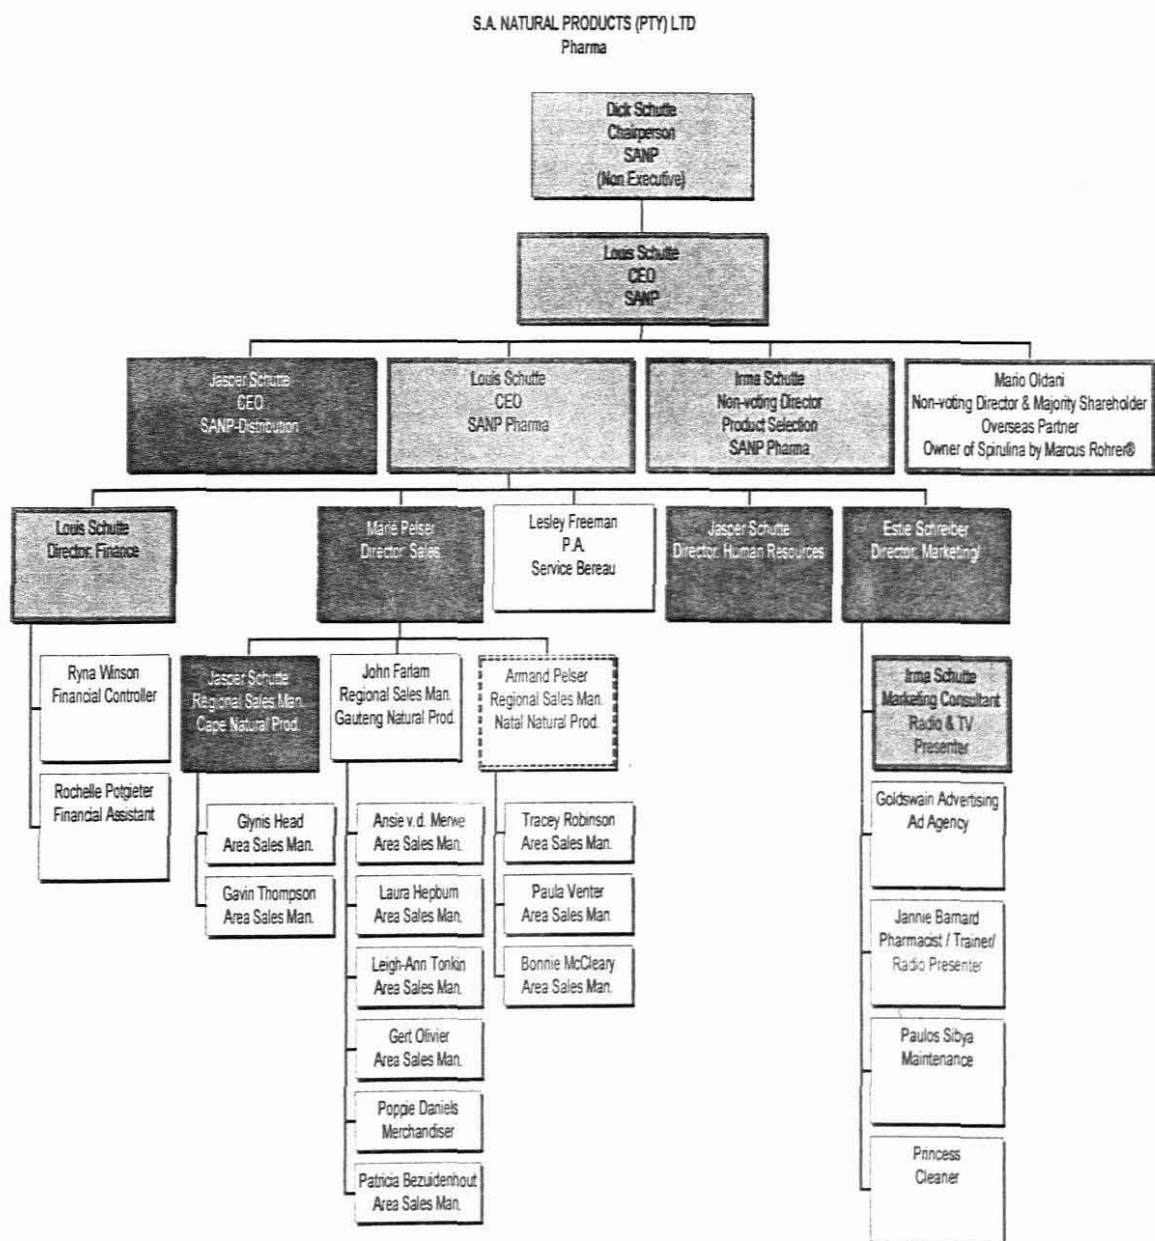 S.A. NATURAL PRODUCTS (PTY) LTD
Pharma
Dick Schutte
Chairperson
SANP
(Non Executive)
Louis Schutte
CEO
SANP
Jasper Schutte
CEO
SANP-Distribution
Louis Schutte
CEO
SANP Pharma
Irma Schutte
Non-voting Director
Product Selection
SANP Pharma
Mario Oldani
Non-voting Director & Majority Shareholder
Overseas Partner
Owner of Spirulina by Marcus Rohrer®
Louis Schutte
Director: Finance
Marié Pelser
Director: Sales
Lesley Freeman
P.A.
Service Bereau
Jasper Schutte
Director: Human Resources
Estie Schreiber
Director: Marketing/
Ryna Winson
Financial Controller
Rochelle Potgieter
Financial Assistant
Jasper Schutte
Regional Sales Man.
Cape Natural Prod.
Glynis Head
Area Sales Man.
Gavin Thompson
Area Sales Man.
John Farlam
Regional Sales Man.
Gauteng Natural Prod.
Ansie v.d. Merwe
Area Sales Man.
Laura Hepburn
Area Sales Man.
Leigh-Ann Tonkin
Area Sales Man.
Gert Olivier
Area Sales Man.
Poppie Daniels
Merchandiser
Patricia Bezuidenhout
Area Sales Man.
Armand Pelser
Regional Sales Man.
Natal Natural Prod.
Tracey Robinson
Area Sales Man.
Paula Venter
Area Sales Man.
Bonnie McCleary
Area Sales Man.
Irma Schutte
Marketing Consultant
Radio & TV
Presenter
Goldswain Advertising
Ad Agency
Jannie Barnard
Pharmacist / Trainer/
Radio Presenter
Paulos Sibya
Maintenance
Princess
Cleaner